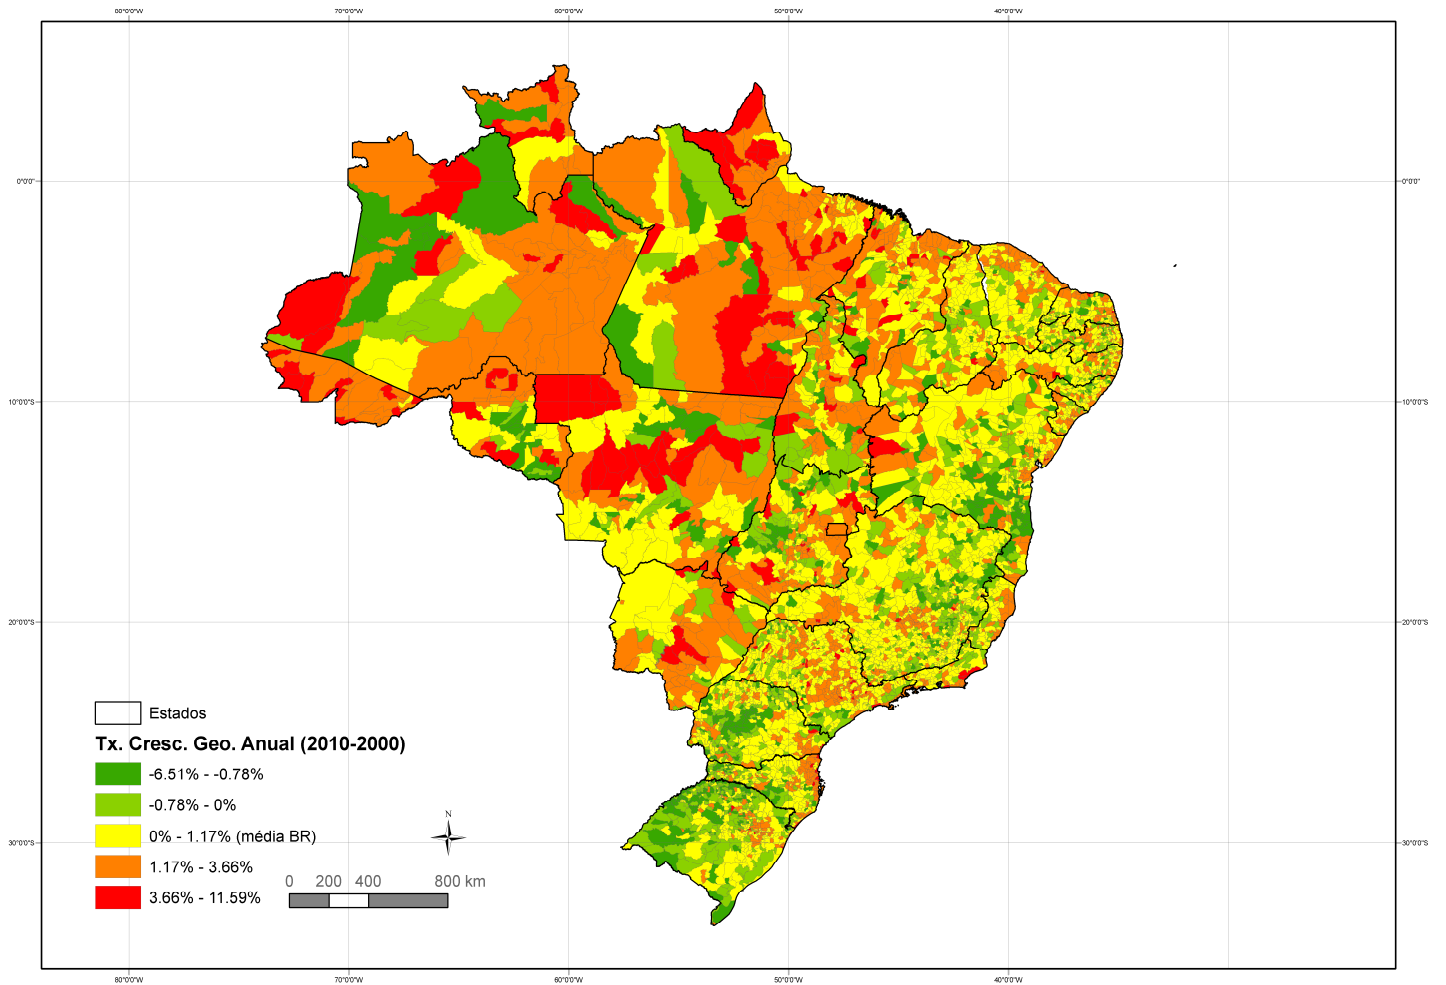 80°0'0"W 70°0'0"W 60°0'0"W 50°0'0"W 40°0'0"W
0°0'0" 0°0'0"
10°0'0"S 10°0'0"S
20°0'0"S 20°0'0"S
30°0'0"S 30°0'0"S
Estados
Tx. Cresc. Geo. Anual (2010-2000)
-6.51% - -0.78%
-0.78% - 0%
0% - 1.17% (média BR)
1.17% - 3.66%
3.66% - 11.59%
N
0 200 400 800 km
80°0'0"W 70°0'0"W 60°0'0"W 50°0'0"W 40°0'0"W